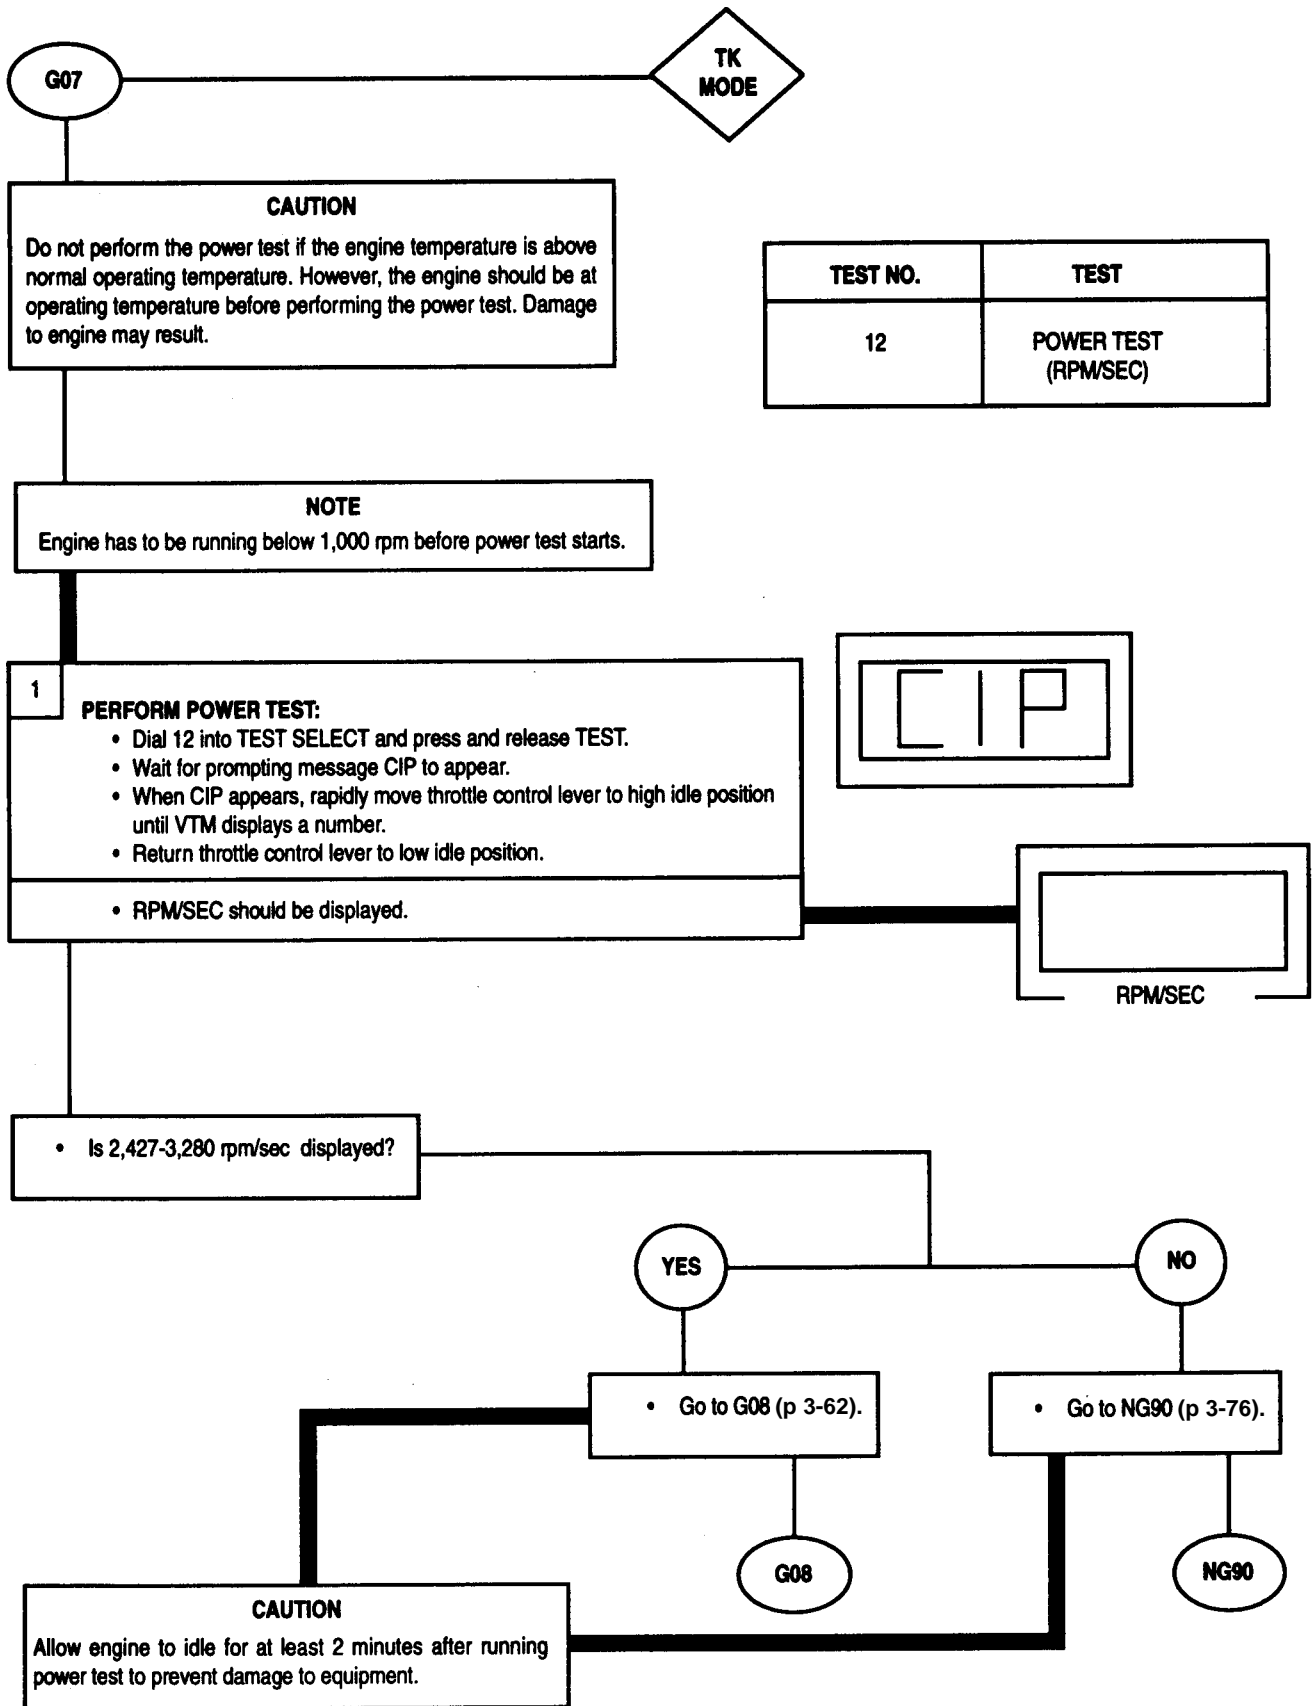 G07
TK
MODE
CAUTION
Do not perform the power test if the engine temperature is above
normal operating temperature. However, the engine should be at
operating temperature before performing the power test. Damage
to engine may result.
TEST NO.
TEST
12
POWER TEST
(RPM/SEC)
NOTE
Engine has to be running below 1,000 rpm before power test starts.
1
PERFORM POWER TEST:
• Dial 12 into TEST SELECT and press and release TEST.
• Wait for prompting message CIP to appear.
• When CIP appears, rapidly move throttle control lever to high idle position
until VTM displays a number.
• Return throttle control lever to low idle position.
CIP
• RPM/SEC should be displayed.
RPM/SEC
• Is 2,427-3,280 rpm/sec displayed?
YES
NO
• Go to G08 (p 3-62).
• Go to NG90 (p 3-76).
G08
NG90
CAUTION
Allow engine to idle for at least 2 minutes after running
power test to prevent damage to equipment.